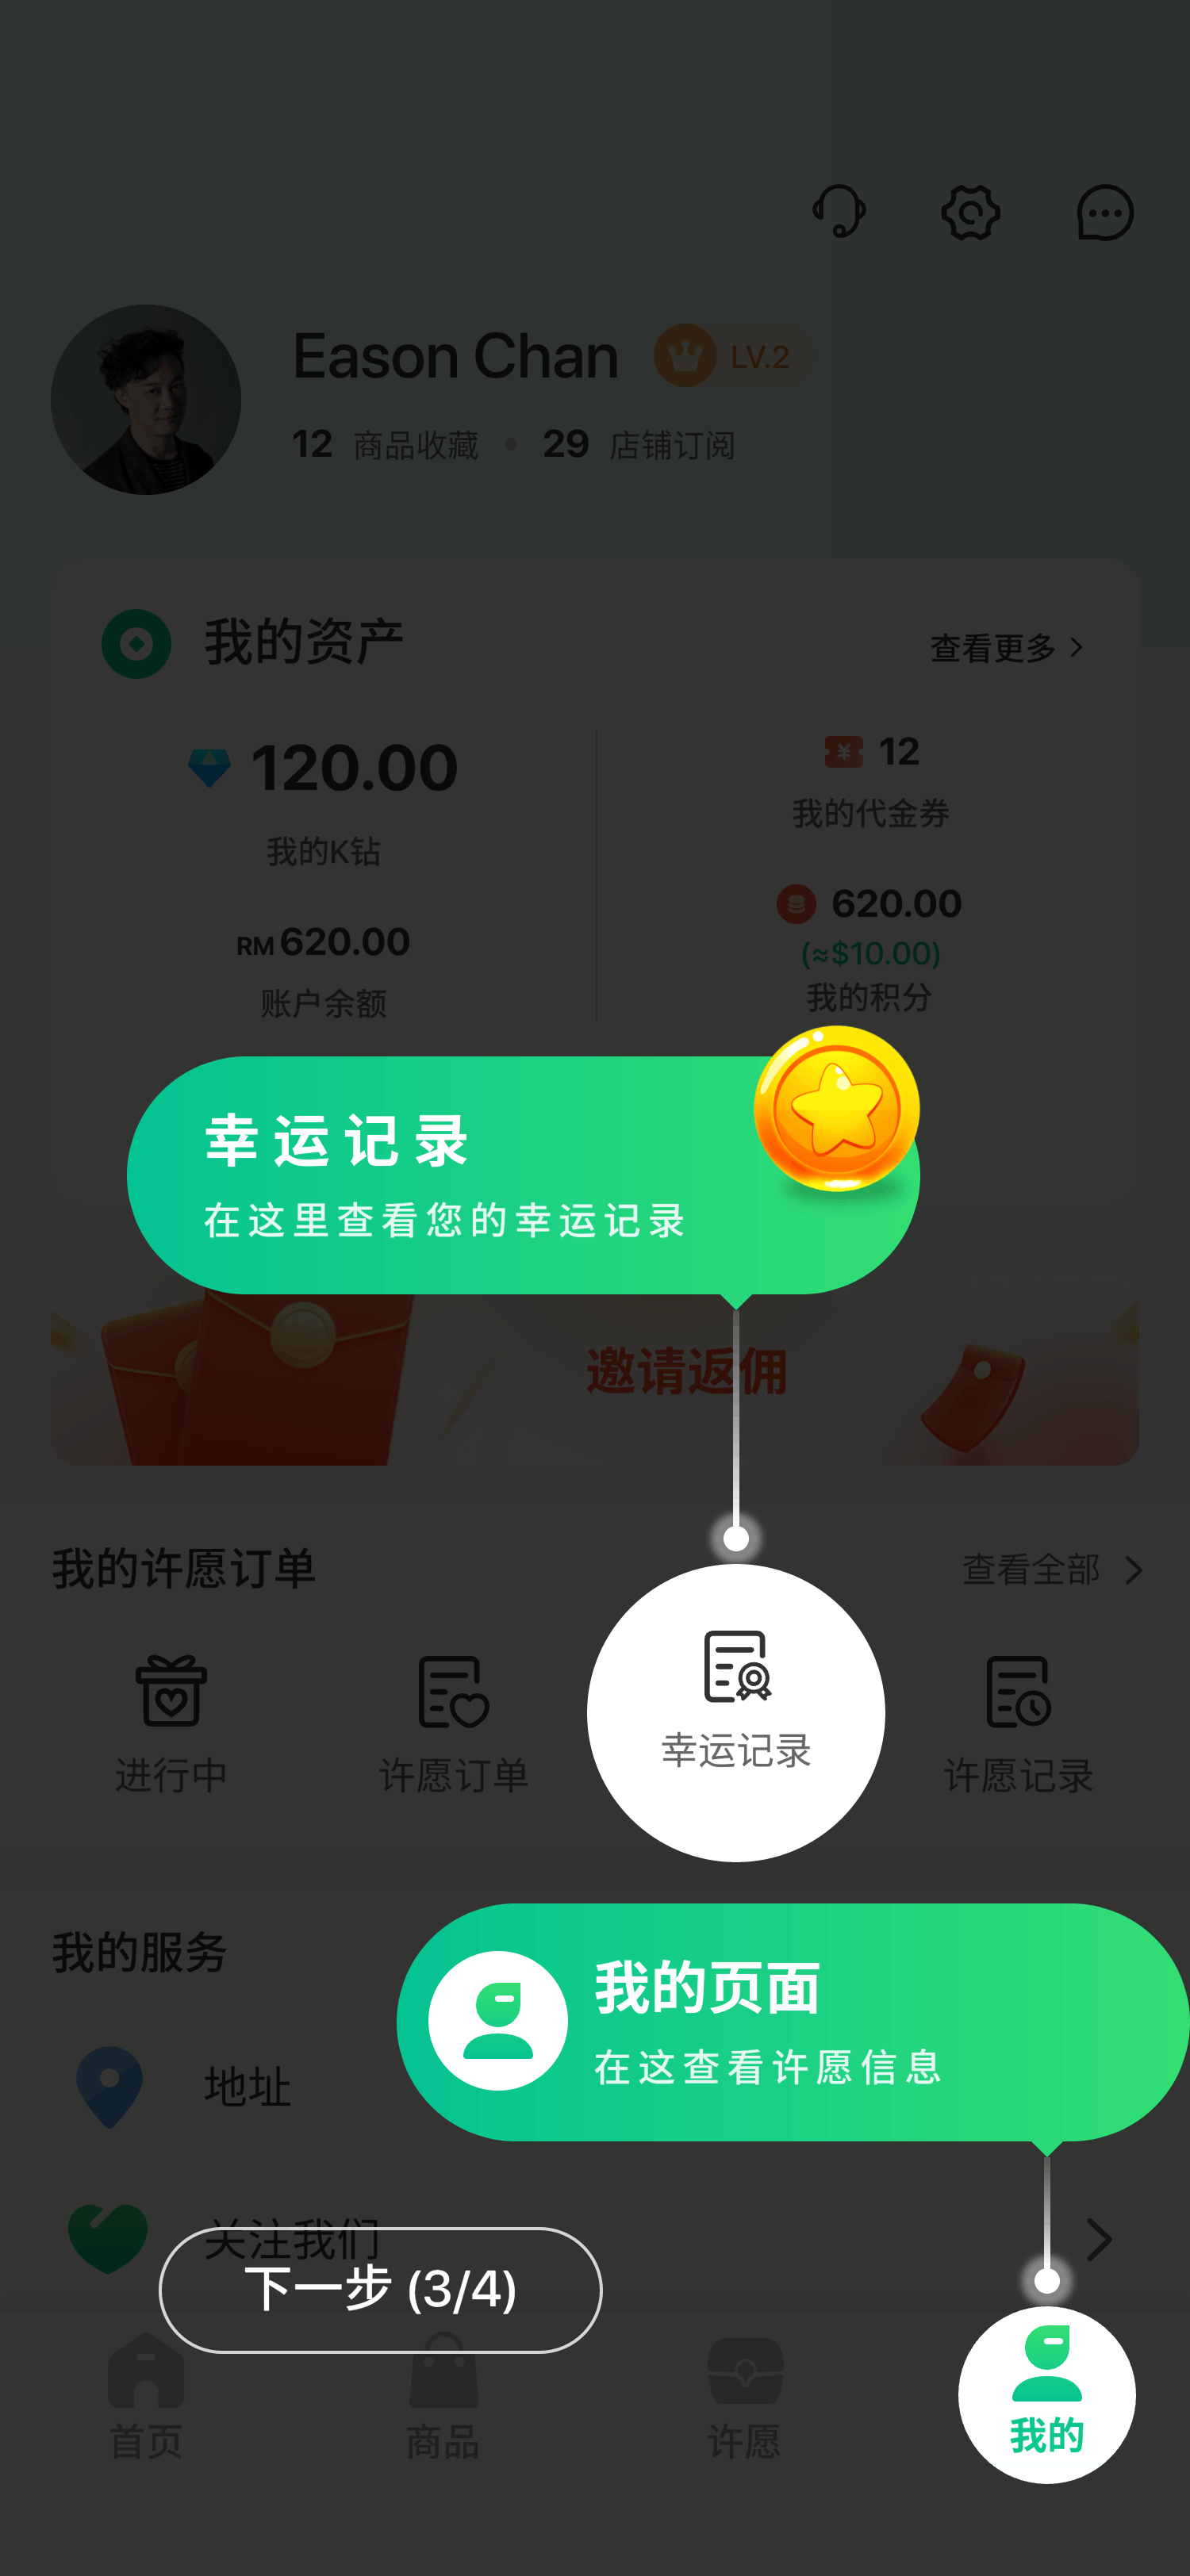 Eason Chan
LV.2
12 商品收藏 • 29 店铺订阅
我的资产
查看更多
120.00
我的K钻
¥ 12
我的代金券
RM 620.00
账户余额
620.00
(≈$10.00)
我的积分
幸运记录
在这里查看您的幸运记录
邀请返佣
我的许愿订单
查看全部
进行中
许愿订单
幸运记录
许愿记录
我的服务
我的页面
在这查看许愿信息
地址
关注我们
下一步 (3/4)
首页
商品
许愿
我的